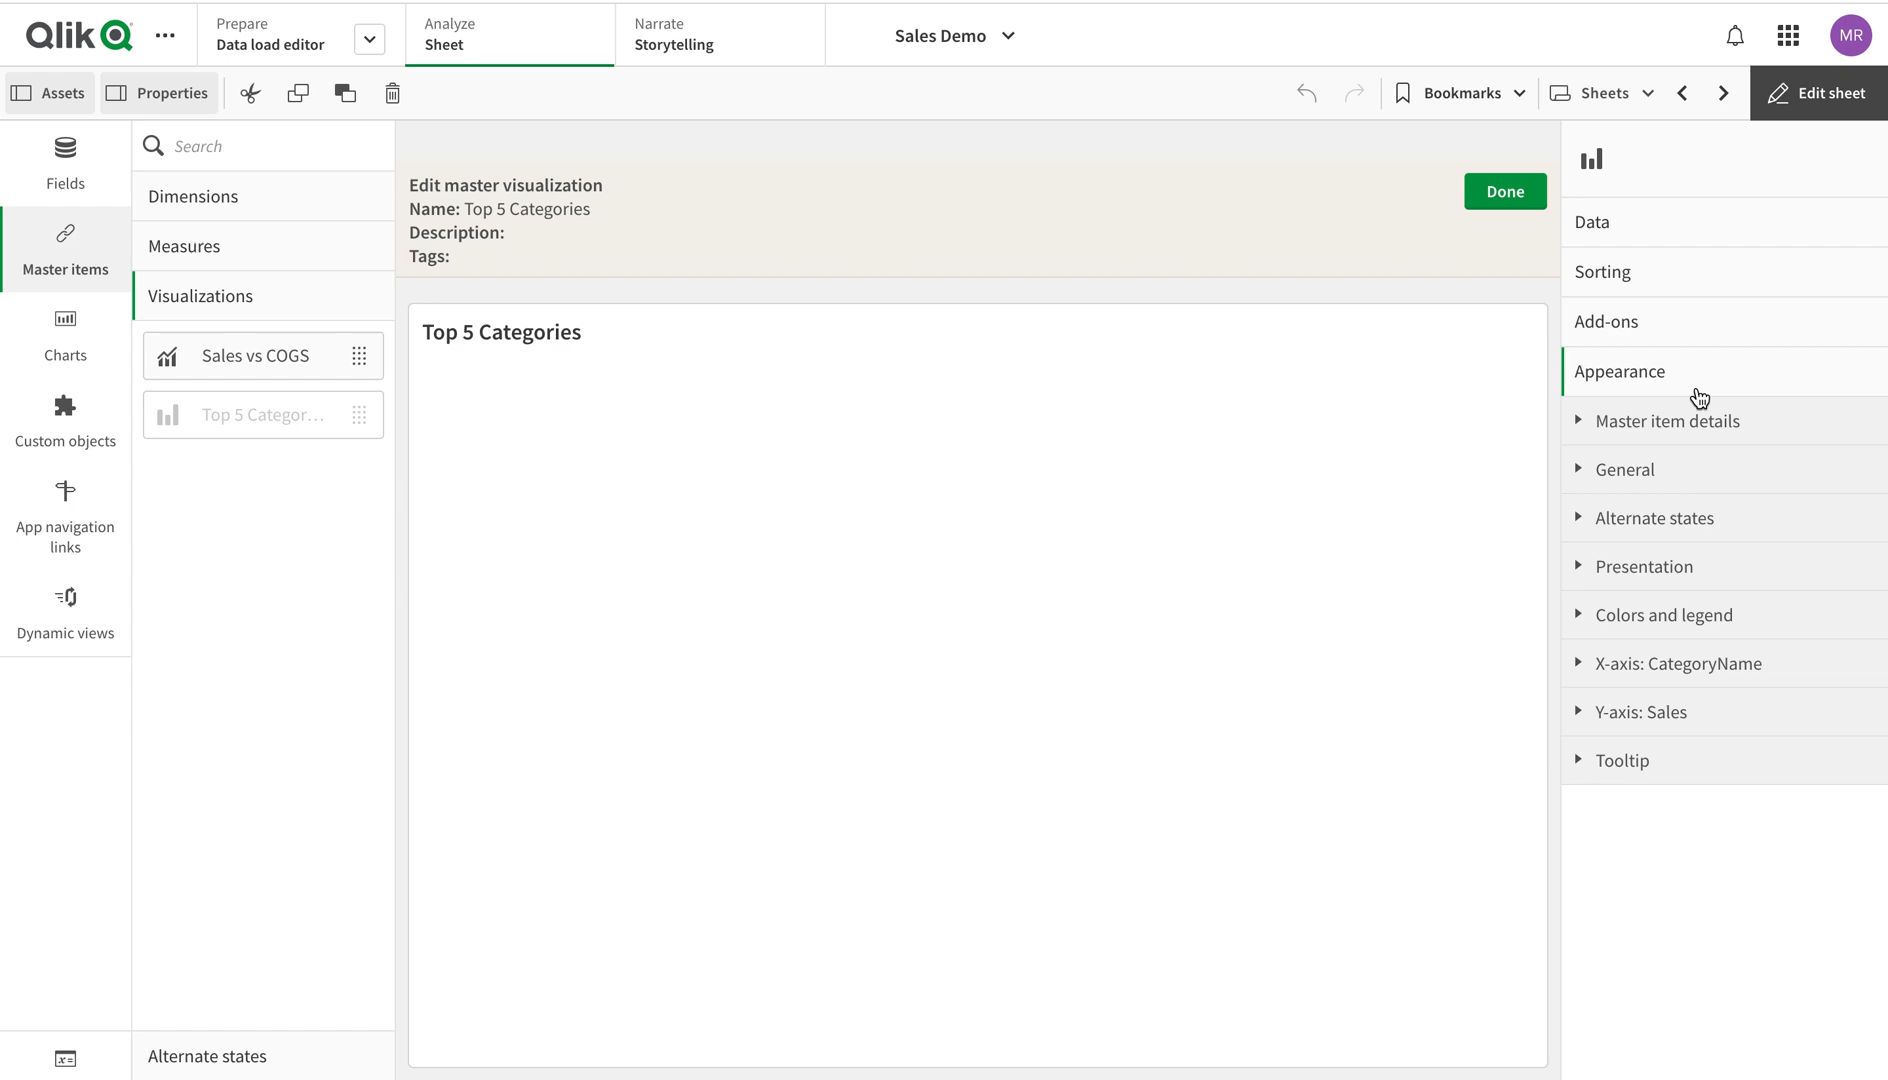 Qlik
Prepare
Data load editor
Analyze
Sheet
Narrate
Storytelling
Sales Demo
MR
Assets
Properties
Bookmarks
Sheets
Edit sheet
Fields
Master items
Charts
Custom objects
App navigation
links
Dynamic views
Search
Dimensions
Measures
Visualizations
Sales vs COGS
Top 5 Categor...
Alternate states
Edit master visualization
Name: Top 5 Categories
Description:
Tags:
Done
Top 5 Categories
Data
Sorting
Add-ons
Appearance
Master item details
General
Alternate states
Presentation
Colors and legend
X-axis: CategoryName
Y-axis: Sales
Tooltip